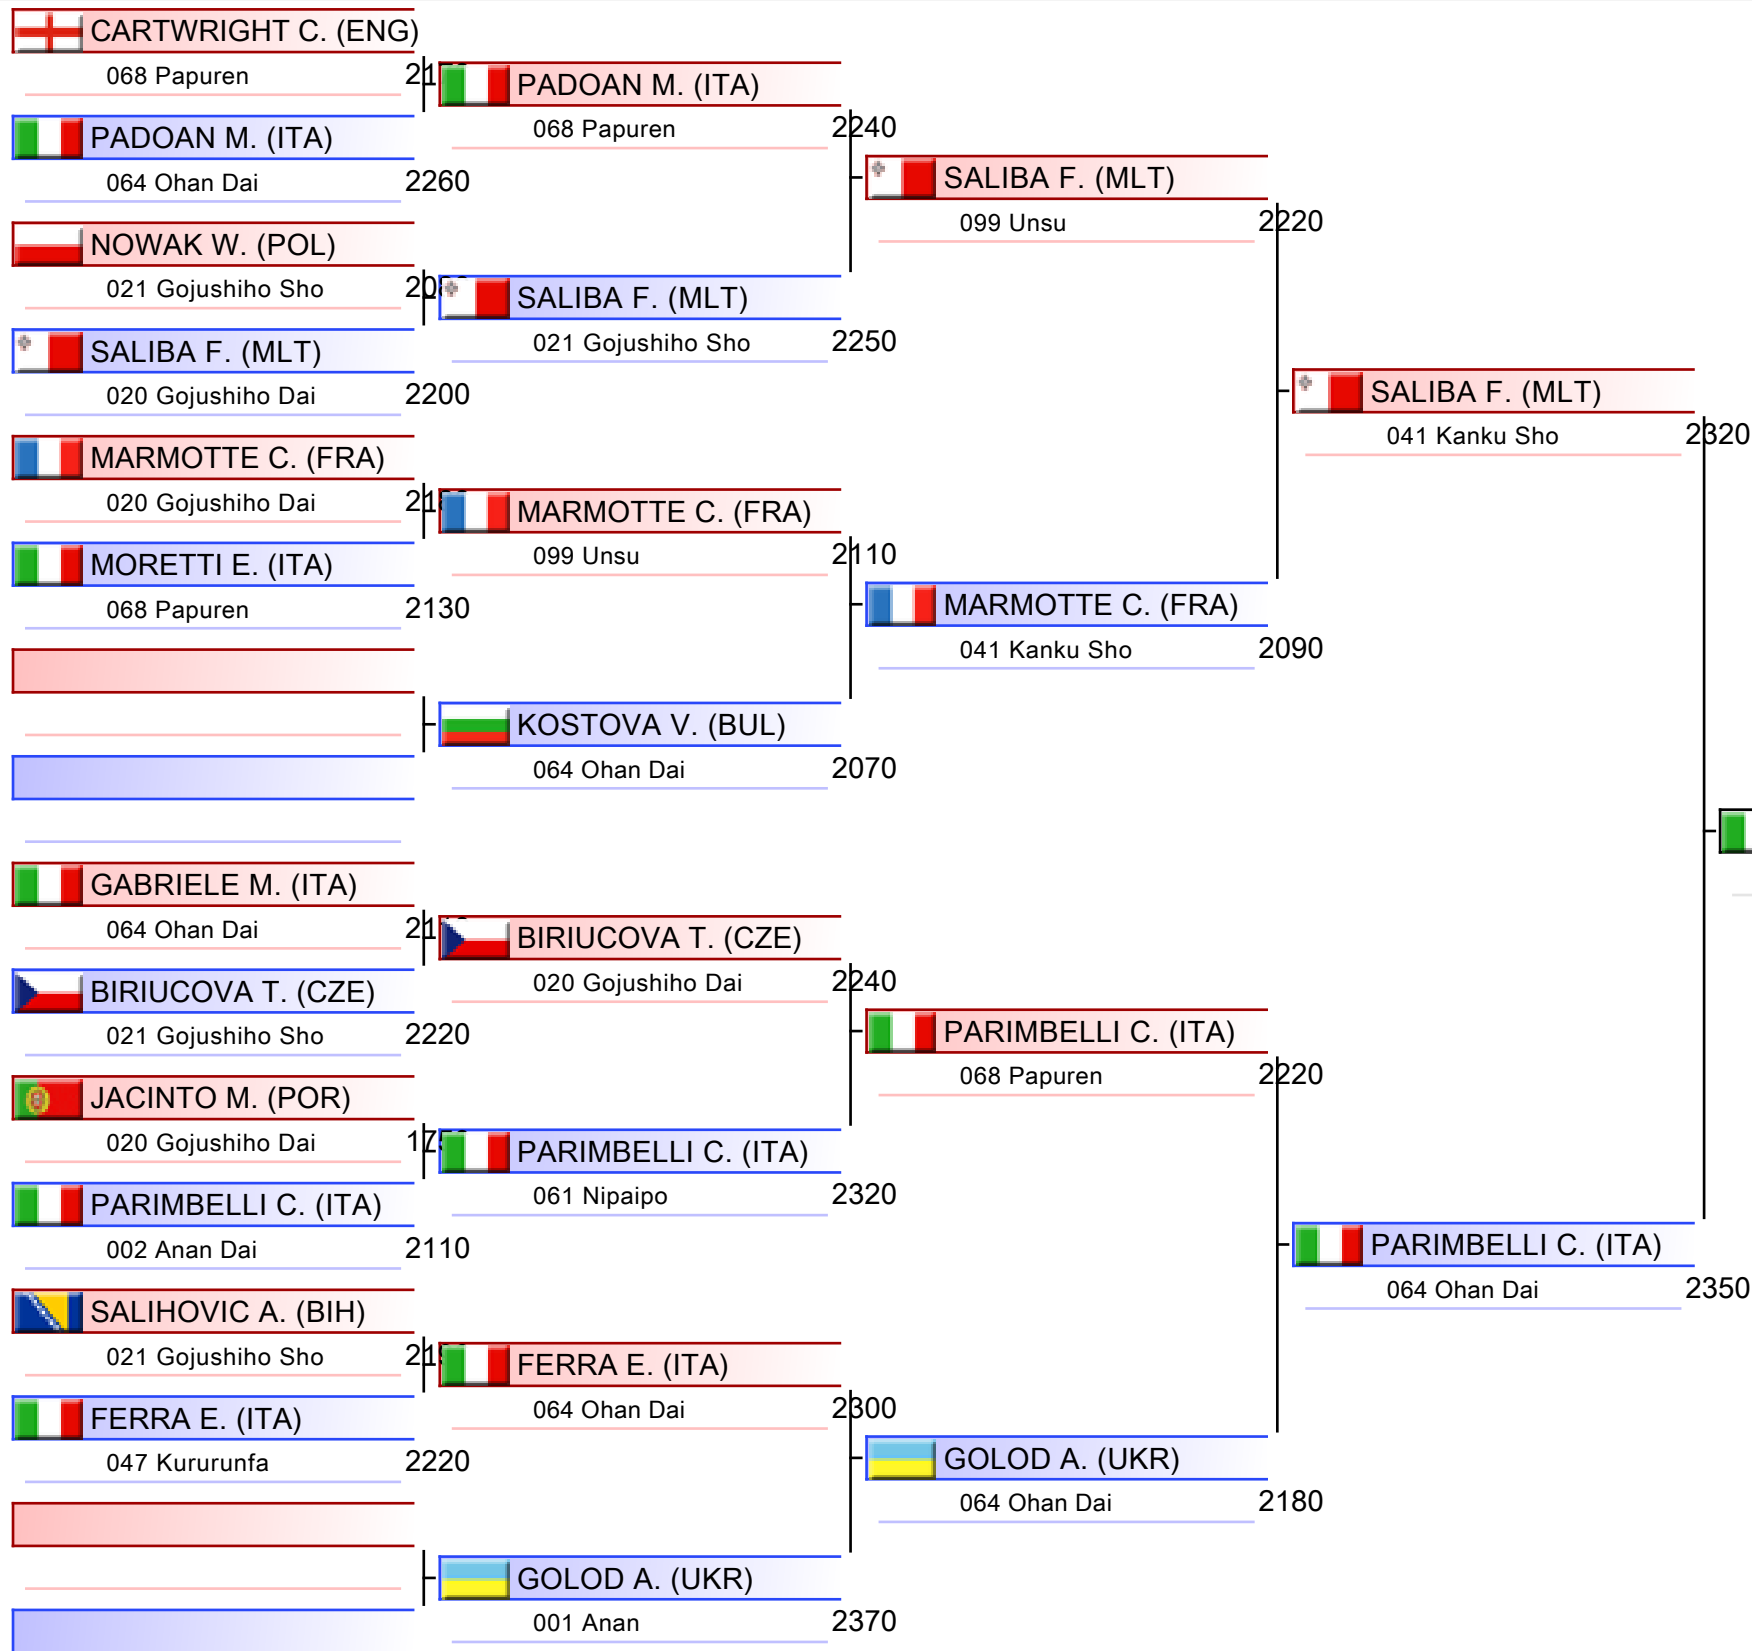 CARTWRIGHT C. (ENG)
068 Papuren
PADOAN M. (ITA)
064 Ohan Dai 2260
NOWAK W. (POL)
021 Gojushiho Sho
SALIBA F. (MLT)
020 Gojushiho Dai 2200
MARMOTTE C. (FRA)
020 Gojushiho Dai
MORETTI E. (ITA)
068 Papuren 2130
GABRIELE M. (ITA)
064 Ohan Dai
BIRIUCOVA T. (CZE)
021 Gojushiho Sho 2220
JACINTO M. (POR)
020 Gojushiho Dai
PARIMBELLI C. (ITA)
002 Anan Dai 2110
SALIHOVIC A. (BIH)
021 Gojushiho Sho
FERRA E. (ITA)
047 Kururunfa 2220
PADOAN M. (ITA)
068 Papuren 2240
SALIBA F. (MLT)
021 Gojushiho Sho 2250
MARMOTTE C. (FRA)
099 Unsu 2110
KOSTOVA V. (BUL)
064 Ohan Dai 2070
BIRIUCOVA T. (CZE)
020 Gojushiho Dai 2240
PARIMBELLI C. (ITA)
061 Nipaipo 2320
FERRA E. (ITA)
064 Ohan Dai 2300
GOLOD A. (UKR)
001 Anan 2370
SALIBA F. (MLT)
099 Unsu 2220
MARMOTTE C. (FRA)
041 Kanku Sho 2090
PARIMBELLI C. (ITA)
068 Papuren 2220
GOLOD A. (UKR)
064 Ohan Dai 2180
SALIBA F. (MLT)
041 Kanku Sho 2320
PARIMBELLI C. (ITA)
064 Ohan Dai 2350